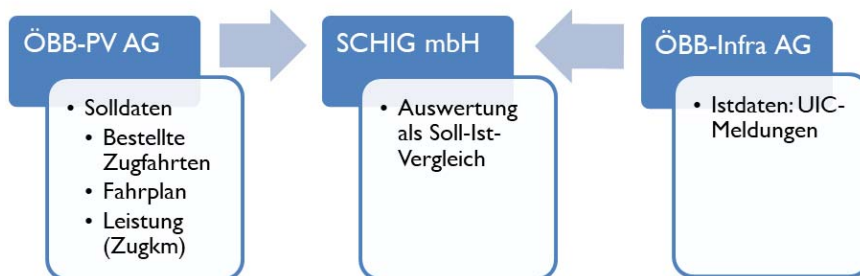 ÖBB-PV AG
• Solldaten
• Bestellte
Zugfahrten
• Fahrplan
• Leistung
(Zugkm)
SCHIG mbH
• Auswertung
als Soll-Ist-
Vergleich
ÖBB-Infra AG
• Istdaten: UIC-
Meldungen